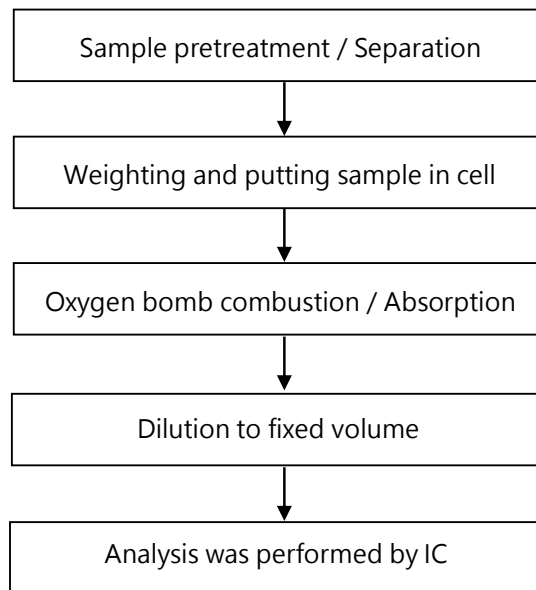 Sample pretreatment / Separation
Weighting and putting sample in cell
Oxygen bomb combustion / Absorption
Dilution to fixed volume
Analysis was performed by IC